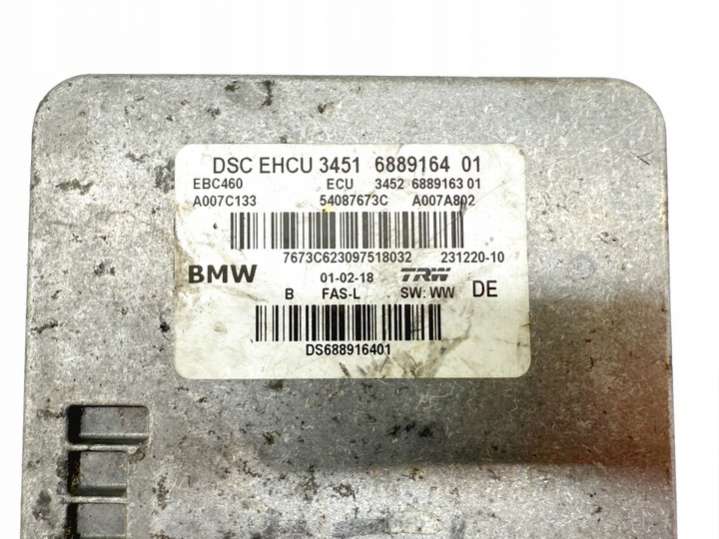 DSC EHCU 3451 6889164 01
EBC460 ECU 3452 6889163 01
A007C133 54087673C A007A802
7673C623097518032 231220-10
BMW 01-02-18 TRW
B FAS-L SW: WW DE
DS688916401